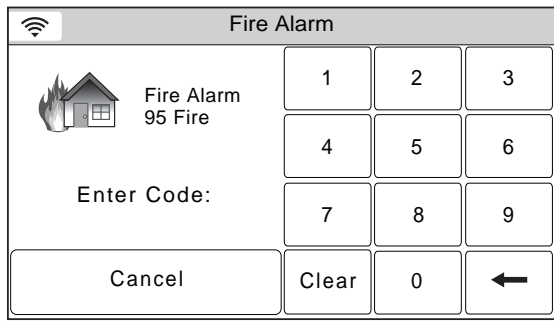 Fire Alarm
Fire Alarm
95 Fire
Enter Code:
1 2 3
4 5 6
7 8 9
Cancel Clear 0